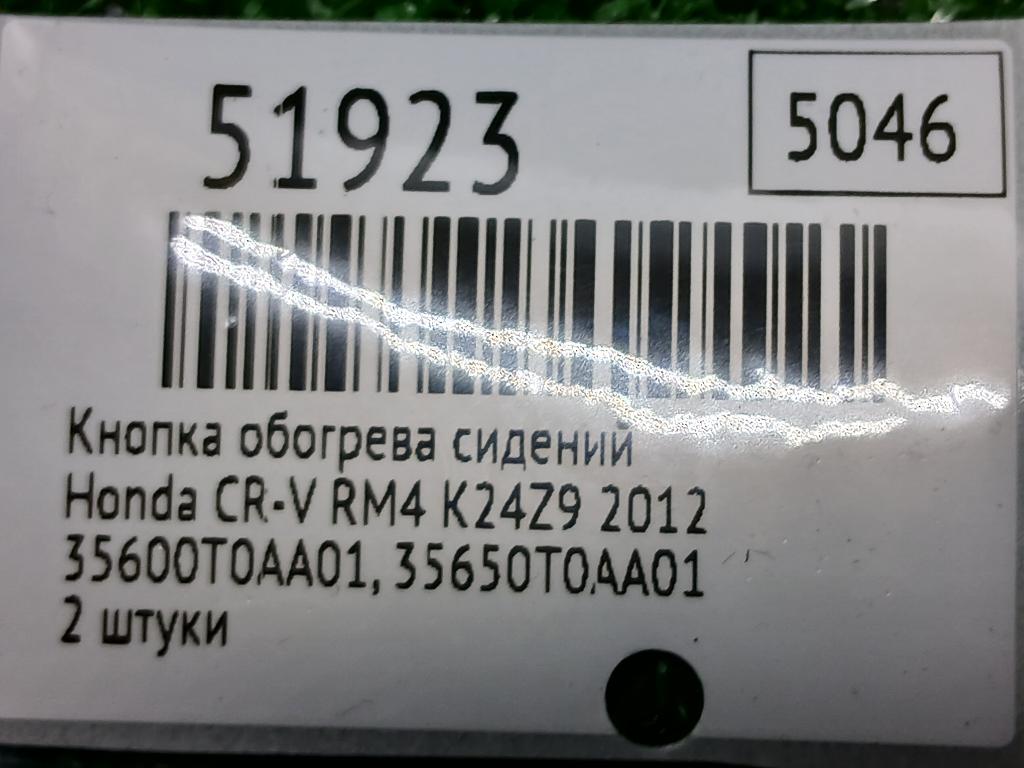 51923
5046
Кнопка обогрева сидений
Honda CR-V RM4 K24Z9 2012
35600T0AA01, 35650T0AA01
2 штуки